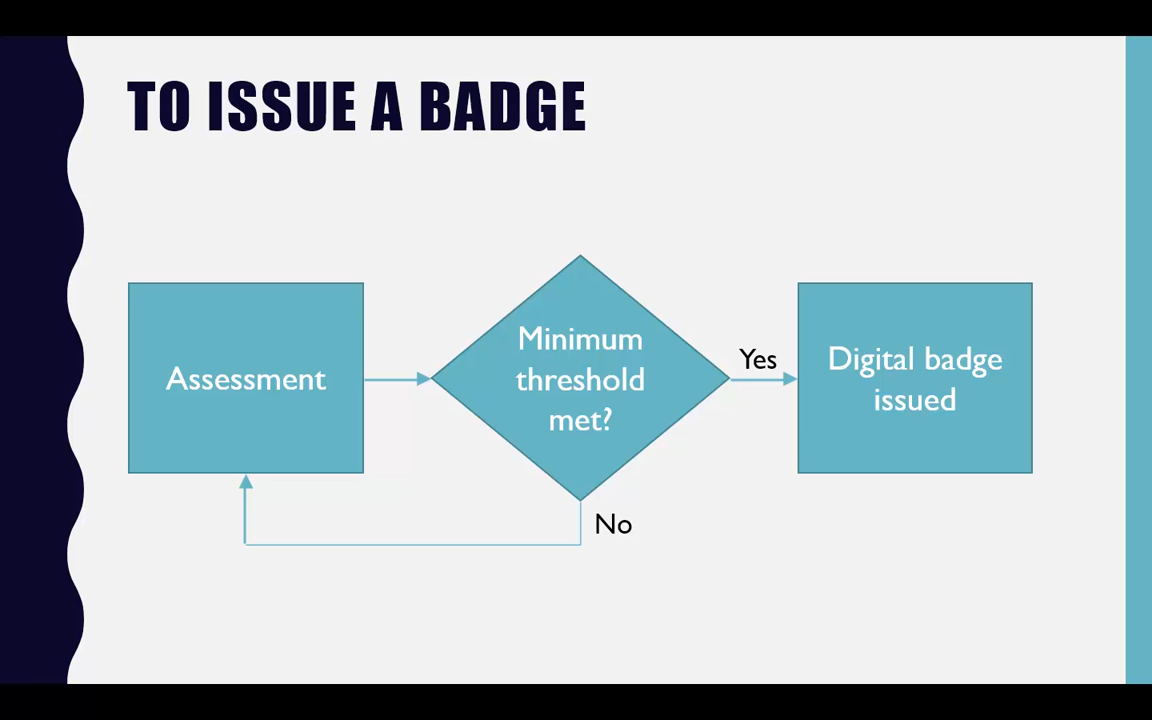 TO ISSUE A BADGE
Assessment
Minimum
threshold
met?
Yes
Digital badge
issued
No